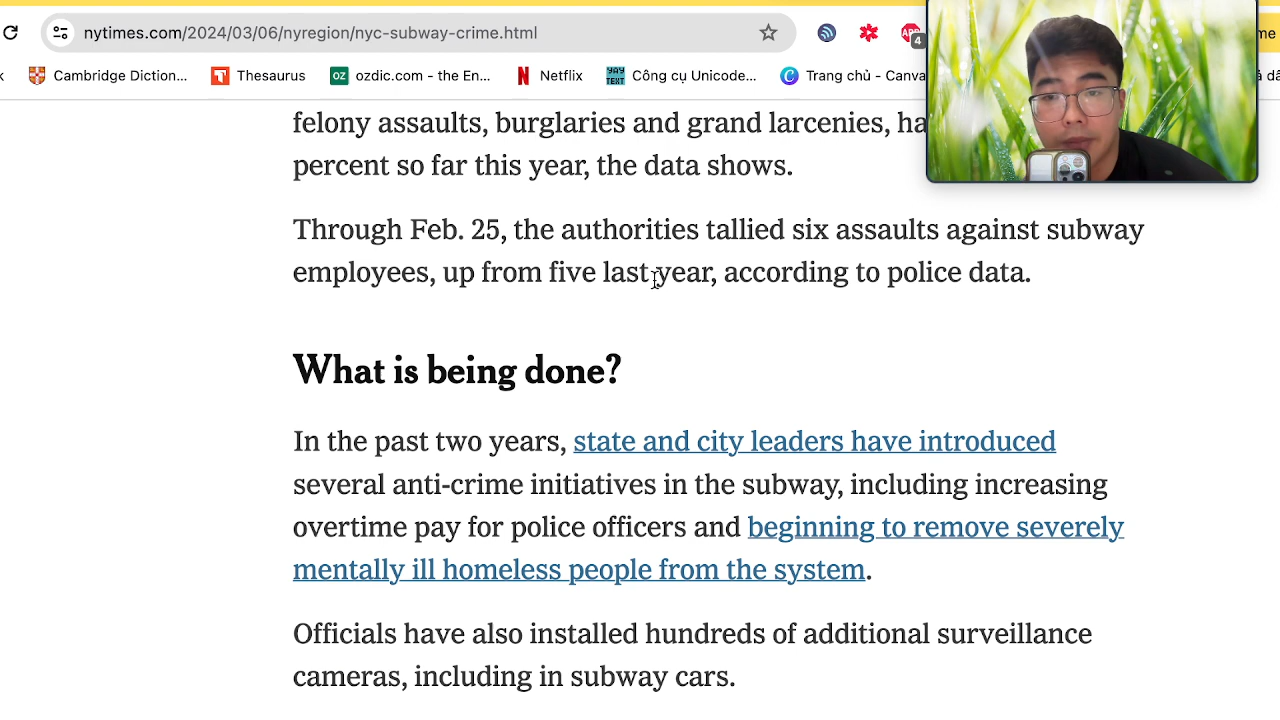 nytimes.com/2024/03/06/nyregion/nyc-subway-crime.html
4
me
k Cambridge Diction... T Thesaurus OZ ozdic.com - the En... N Netflix YAY TEXT Công cụ Unicode... C Trang chủ - Canva
felony assaults, burglaries and grand larcenies, ha
percent so far this year, the data shows.
Through Feb. 25, the authorities tallied six assaults against subway
employees, up from five last year, according to police data.
What is being done?
In the past two years, state and city leaders have introduced
several anti-crime initiatives in the subway, including increasing
overtime pay for police officers and beginning to remove severely
mentally ill homeless people from the system.
Officials have also installed hundreds of additional surveillance
cameras, including in subway cars.